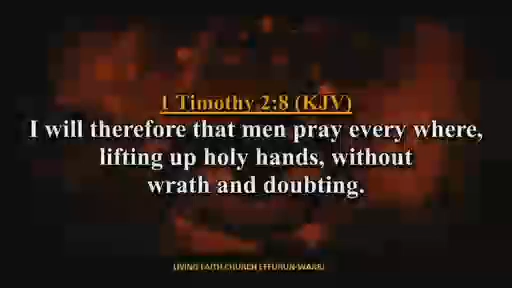 1 Timothy 2:8 (KJV)
I will therefore that men pray every where,
lifting up holy hands, without
wrath and doubting.
LIVING FAITH CHURCH EFFURUN-WARRI